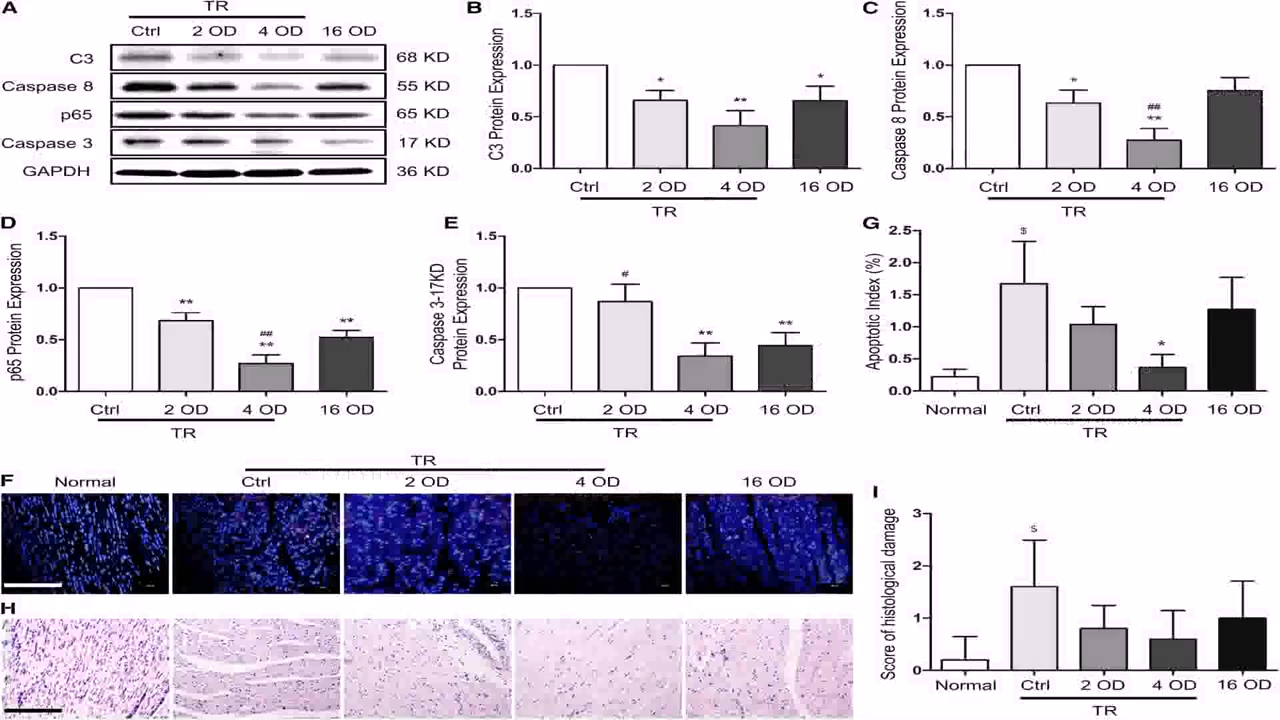 A
TR
Ctrl 2 OD 4 OD 16 OD
C3 68 KD
Caspase 8 55 KD
p65 65 KD
Caspase 3 17 KD
GAPDH 36 KD
B
C3 Protein Expression
1.5
1.0
0.5
0.0
*
**
*
Ctrl 2 OD 4 OD 16 OD
TR
C
Caspase 8 Protein Expression
1.5
1.0
0.5
0.0
*
##
**
Ctrl 2 OD 4 OD 16 OD
TR
D
p65 Protein Expression
1.5
1.0
0.5
0.0
**
##
**
**
Ctrl 2 OD 4 OD 16 OD
TR
E
Caspase 3-17KD
Protein Expression
1.5
1.0
0.5
0.0
#
**
**
Ctrl 2 OD 4 OD 16 OD
TR
G
Apoptotic Index (%)
2.5
2.0
1.5
1.0
0.5
0.0
$
*
Normal Ctrl 2 OD 4 OD 16 OD
TR
F
TR
Normal Ctrl 2 OD 4 OD 16 OD
H
I
Score of histological damage
3
2
1
0
$
Normal Ctrl 2 OD 4 OD 16 OD
TR